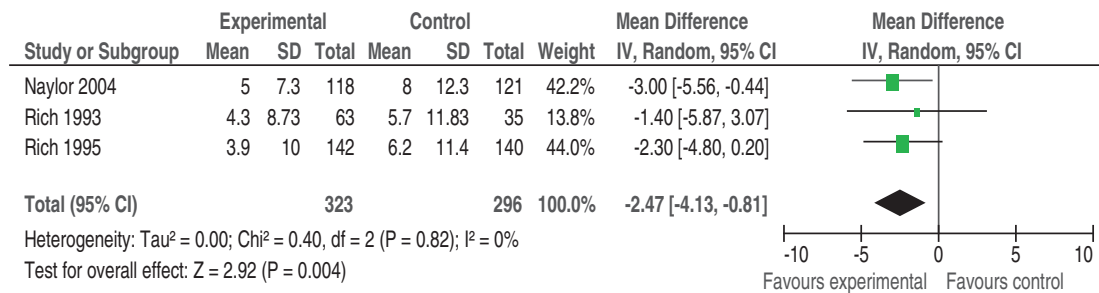 Experimental Control Mean Difference Mean Difference
Study or Subgroup Mean SD Total Mean SD Total Weight IV, Random, 95% CI IV, Random, 95% CI
Naylor 2004 5 7.3 118 8 12.3 121 42.2% -3.00 [-5.56, -0.44]
Rich 1993 4.3 8.73 63 5.7 11.83 35 13.8% -1.40 [-5.87, 3.07]
Rich 1995 3.9 10 142 6.2 11.4 140 44.0% -2.30 [-4.80, 0.20]
Total (95% CI) 323 296 100.0% -2.47 [-4.13, -0.81]
Heterogeneity: Tau² = 0.00; Chi² = 0.40, df = 2 (P = 0.82); I² = 0%
Test for overall effect: Z = 2.92 (P = 0.004)
-10 -5 0 5 10
Favours experimental Favours control